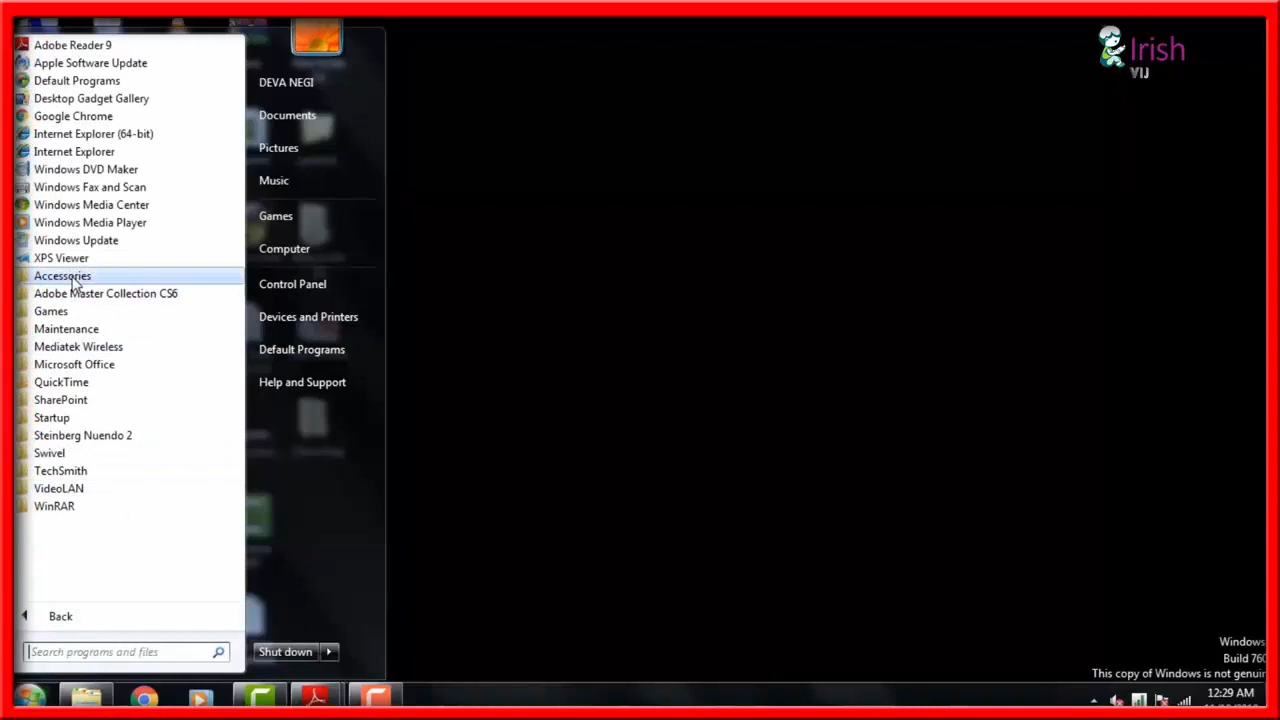 Adobe Reader 9
Apple Software Update
Default Programs
Desktop Gadget Gallery
Google Chrome
Internet Explorer (64-bit)
Internet Explorer
Windows DVD Maker
Windows Fax and Scan
Windows Media Center
Windows Media Player
Windows Update
XPS Viewer
Accessories
Adobe Master Collection CS6
Games
Maintenance
Mediatek Wireless
Microsoft Office
QuickTime
SharePoint
Startup
Steinberg Nuendo 2
Swivel
TechSmith
VideoLAN
WinRAR
Back
Search programs and files
DEVA NEGI
Documents
Pictures
Music
Games
Computer
Control Panel
Devices and Printers
Default Programs
Help and Support
Shut down
Irish
VIJ
Windows
Build 760
This copy of Windows is not genuin
12:29 AM